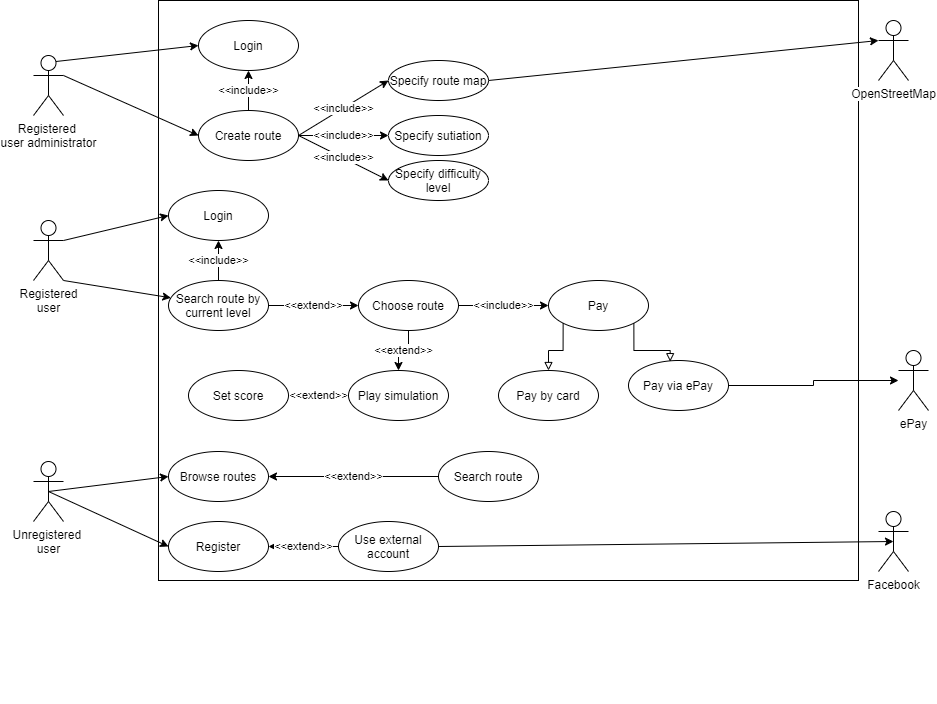 Login
<<include>>
OpenStreetMap
Specify route map
Registered
user administrator
<<include>>
Create route
<<include>>
Specify sutiation
<<include>>
Specify difficulty
level
Login
<<include>>
Registered
user
Search route by
current level
<<extend>>
Choose route
<<include>>
Pay
<<extend>>
Set score
<<extend>>
Play simulation
Pay by card
Pay via ePay
ePay
Browse routes
<<extend>>
Search route
Unregistered
user
Register
<<extend>>
Use external
account
Facebook